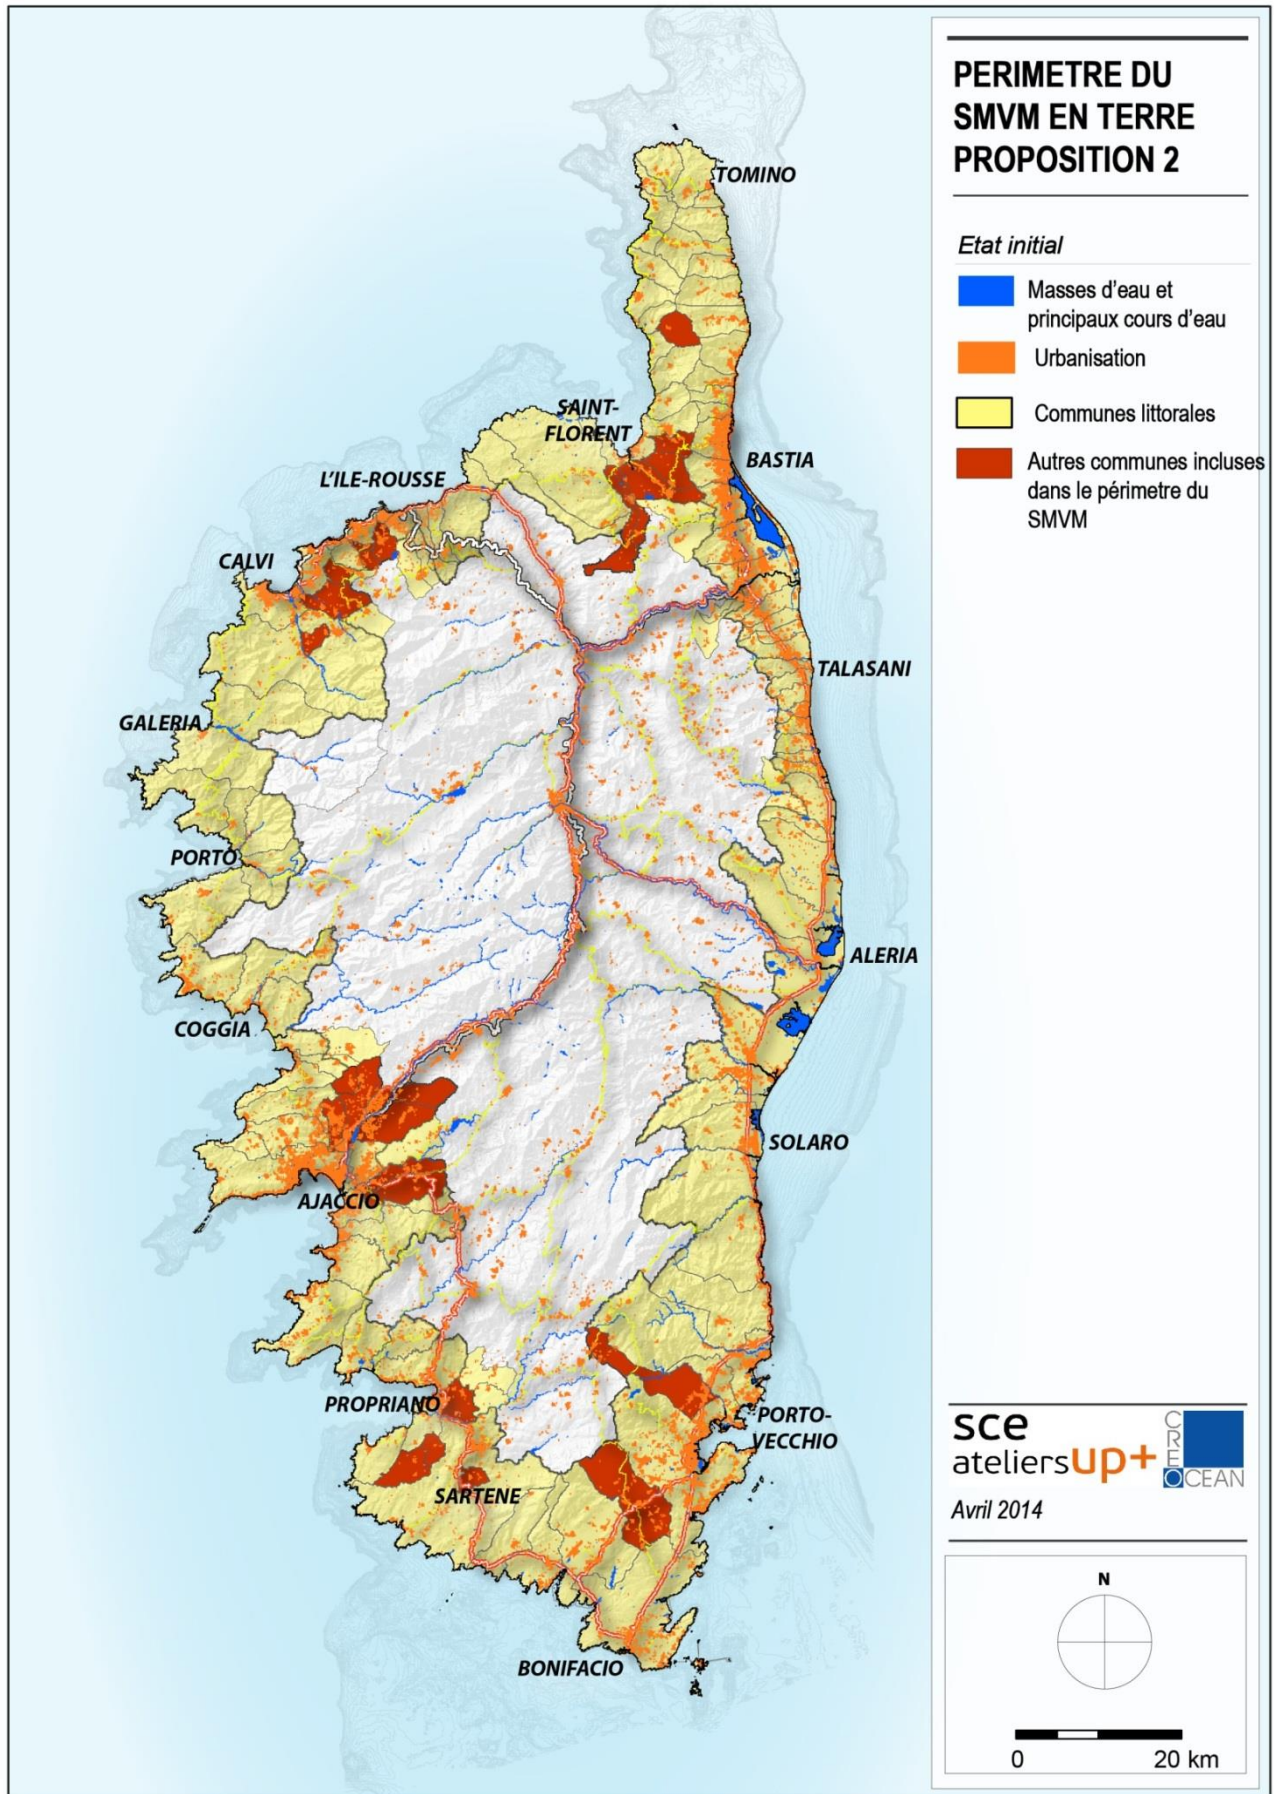 PERIMETRE DU
SMVM EN TERRE
PROPOSITION 2
Etat initial
Masses d'eau et
principaux cours d'eau
Urbanisation
Communes littorales
Autres communes incluses
dans le périmetre du
SMVM
TOMINO
SAINT-
FLORENT
BASTIA
L'ILE-ROUSSE
CALVI
TALASANI
GALERIA
PORTO
ALERIA
COGGIA
SOLARO
AJACCIO
PROPRIANO
PORTO-
VECCHIO
SARTENE
BONIFACIO
sce
ateliersup+
CREOCEAN
Avril 2014
N
0 20 km